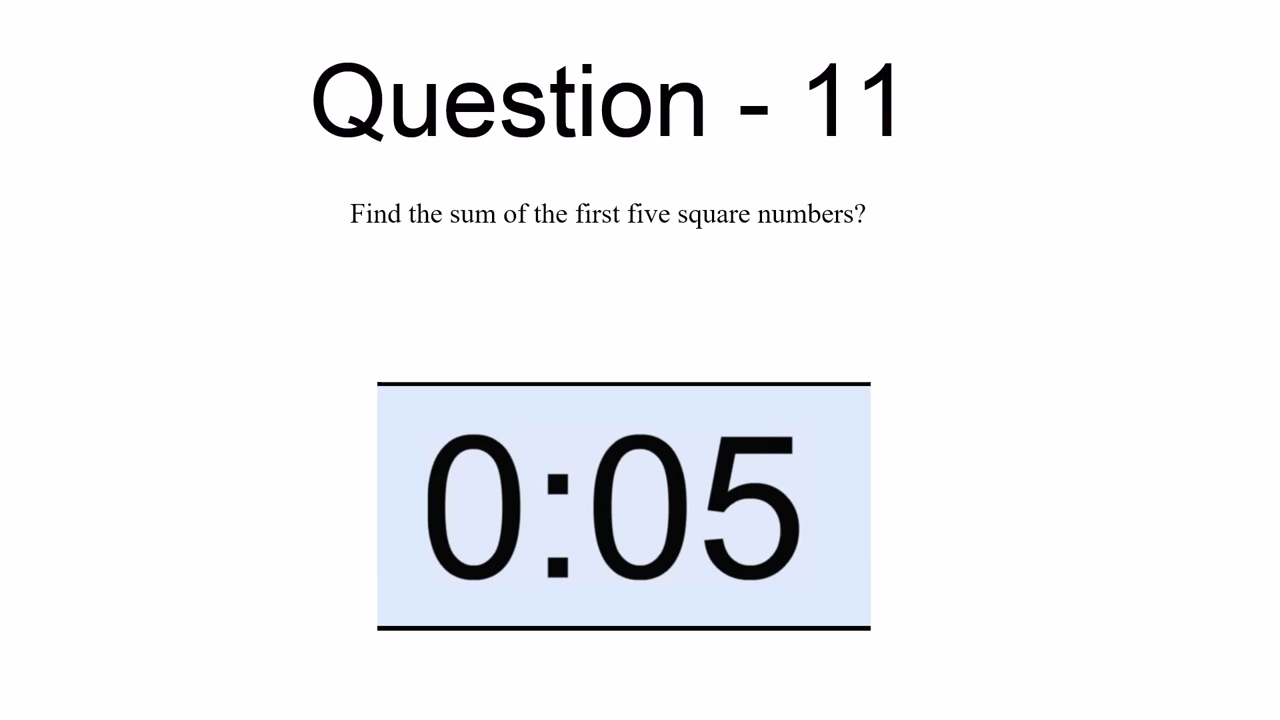 Question - 11
Find the sum of the first five square numbers?
0:05